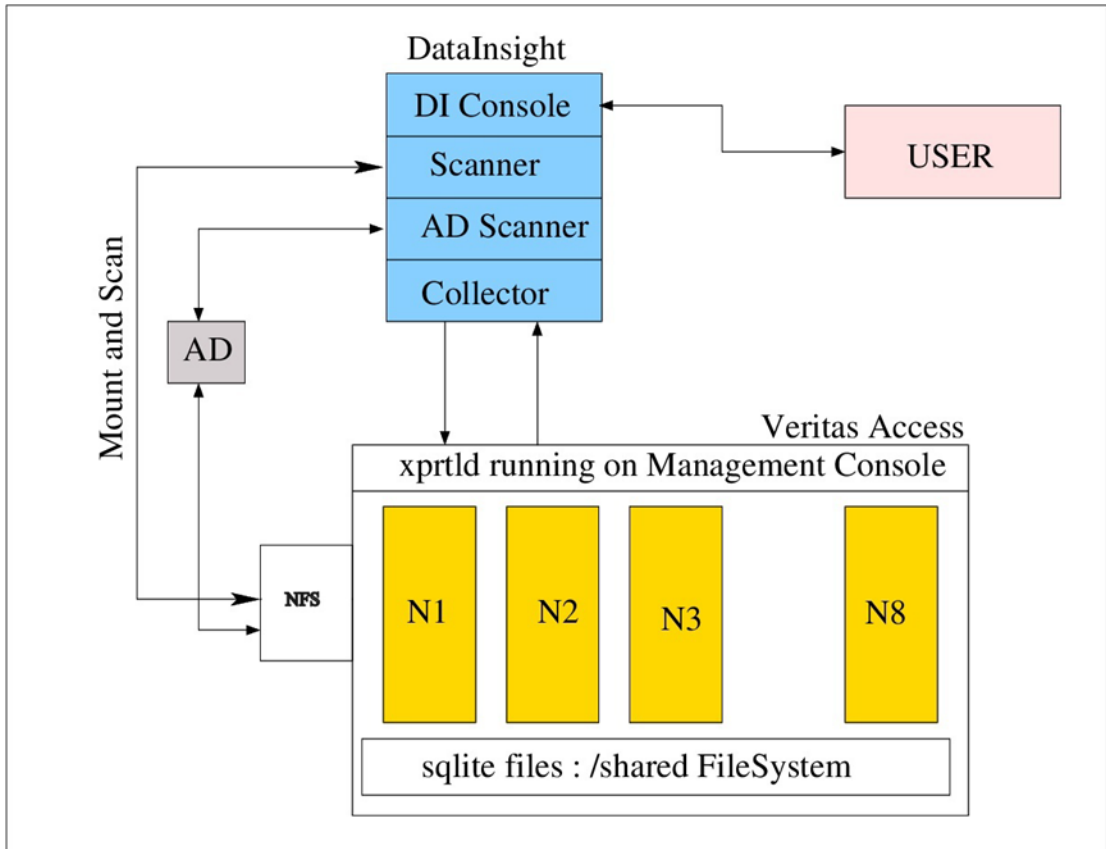 DataInsight
DI Console
USER
Scanner
AD Scanner
Mount and Scan
Collector
AD
Veritas Access
xprtld running on Management Console
NFS
N1
N2
N3
N8
sqlite files : /shared FileSystem